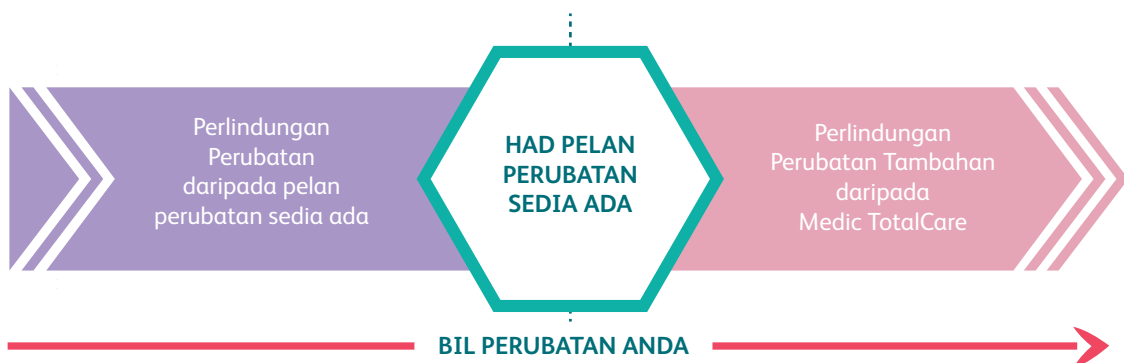 Perlindungan
Perubatan
daripada pelan
perubatan sedia ada
HAD PELAN
PERUBATAN
SEDIA ADA
Perlindungan
Perubatan Tambahan
daripada
Medic TotalCare
BIL PERUBATAN ANDA